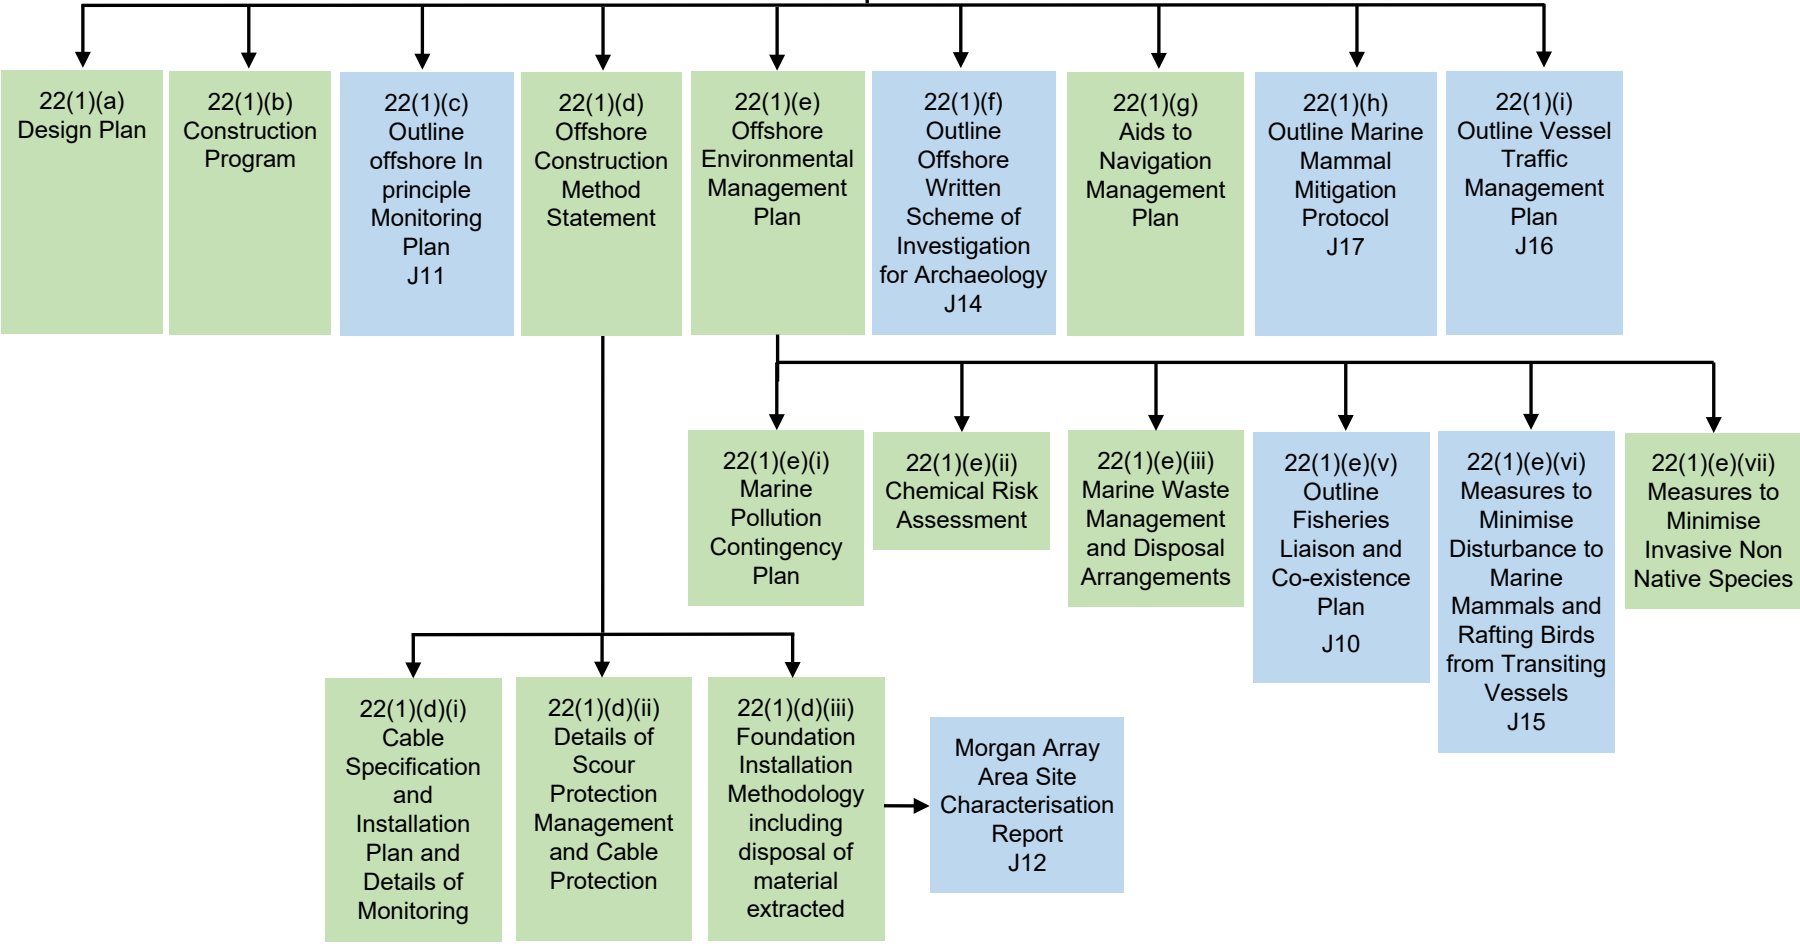 22(1)(a)
Design Plan
22(1)(b)
Construction
Program
22(1)(c)
Outline
offshore In
principle
Monitoring
Plan
J11
22(1)(d)
Offshore
Construction
Method
Statement
22(1)(e)
Offshore
Environmental
Management
Plan
22(1)(f)
Outline
Offshore
Written
Scheme of
Investigation
for Archaeology
J14
22(1)(g)
Aids to
Navigation
Management
Plan
22(1)(h)
Outline Marine
Mammal
Mitigation
Protocol
J17
22(1)(i)
Outline Vessel
Traffic
Management
Plan
J16
22(1)(e)(i)
Marine
Pollution
Contingency
Plan
22(1)(e)(ii)
Chemical Risk
Assessment
22(1)(e)(iii)
Marine Waste
Management
and Disposal
Arrangements
22(1)(e)(v)
Outline
Fisheries
Liaison and
Co-existence
Plan
J10
22(1)(e)(vi)
Measures to
Minimise
Disturbance to
Marine
Mammals and
Rafting Birds
from Transiting
Vessels
J15
22(1)(e)(vii)
Measures to
Minimise
Invasive Non
Native Species
22(1)(d)(i)
Cable
Specification
and
Installation
Plan and
Details of
Monitoring
22(1)(d)(ii)
Details of
Scour
Protection
Management
and Cable
Protection
22(1)(d)(iii)
Foundation
Installation
Methodology
including
disposal of
material
extracted
Morgan Array
Area Site
Characterisation
Report
J12